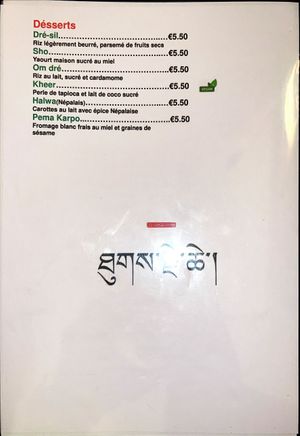 Désserts
Dré-sil......................................€5.50
Riz légèrement beurré, parsemé de fruits secs
Sho...........................................€5.50
Yaourt maison sucré au miel
Om dré.....................................€5.50
Riz au lait, sucré et cardamome
Kheer........................................€5.50
Perle de tapioca et lait de coco sucré
Halwa(Népalais)..........................€5.50
Carottes au lait avec épice Népalaise
Pema Karpo................................€5.50
Fromage blanc frais au miel et graines de
sésame
ཐུགས་རྗེ་ཆེ།